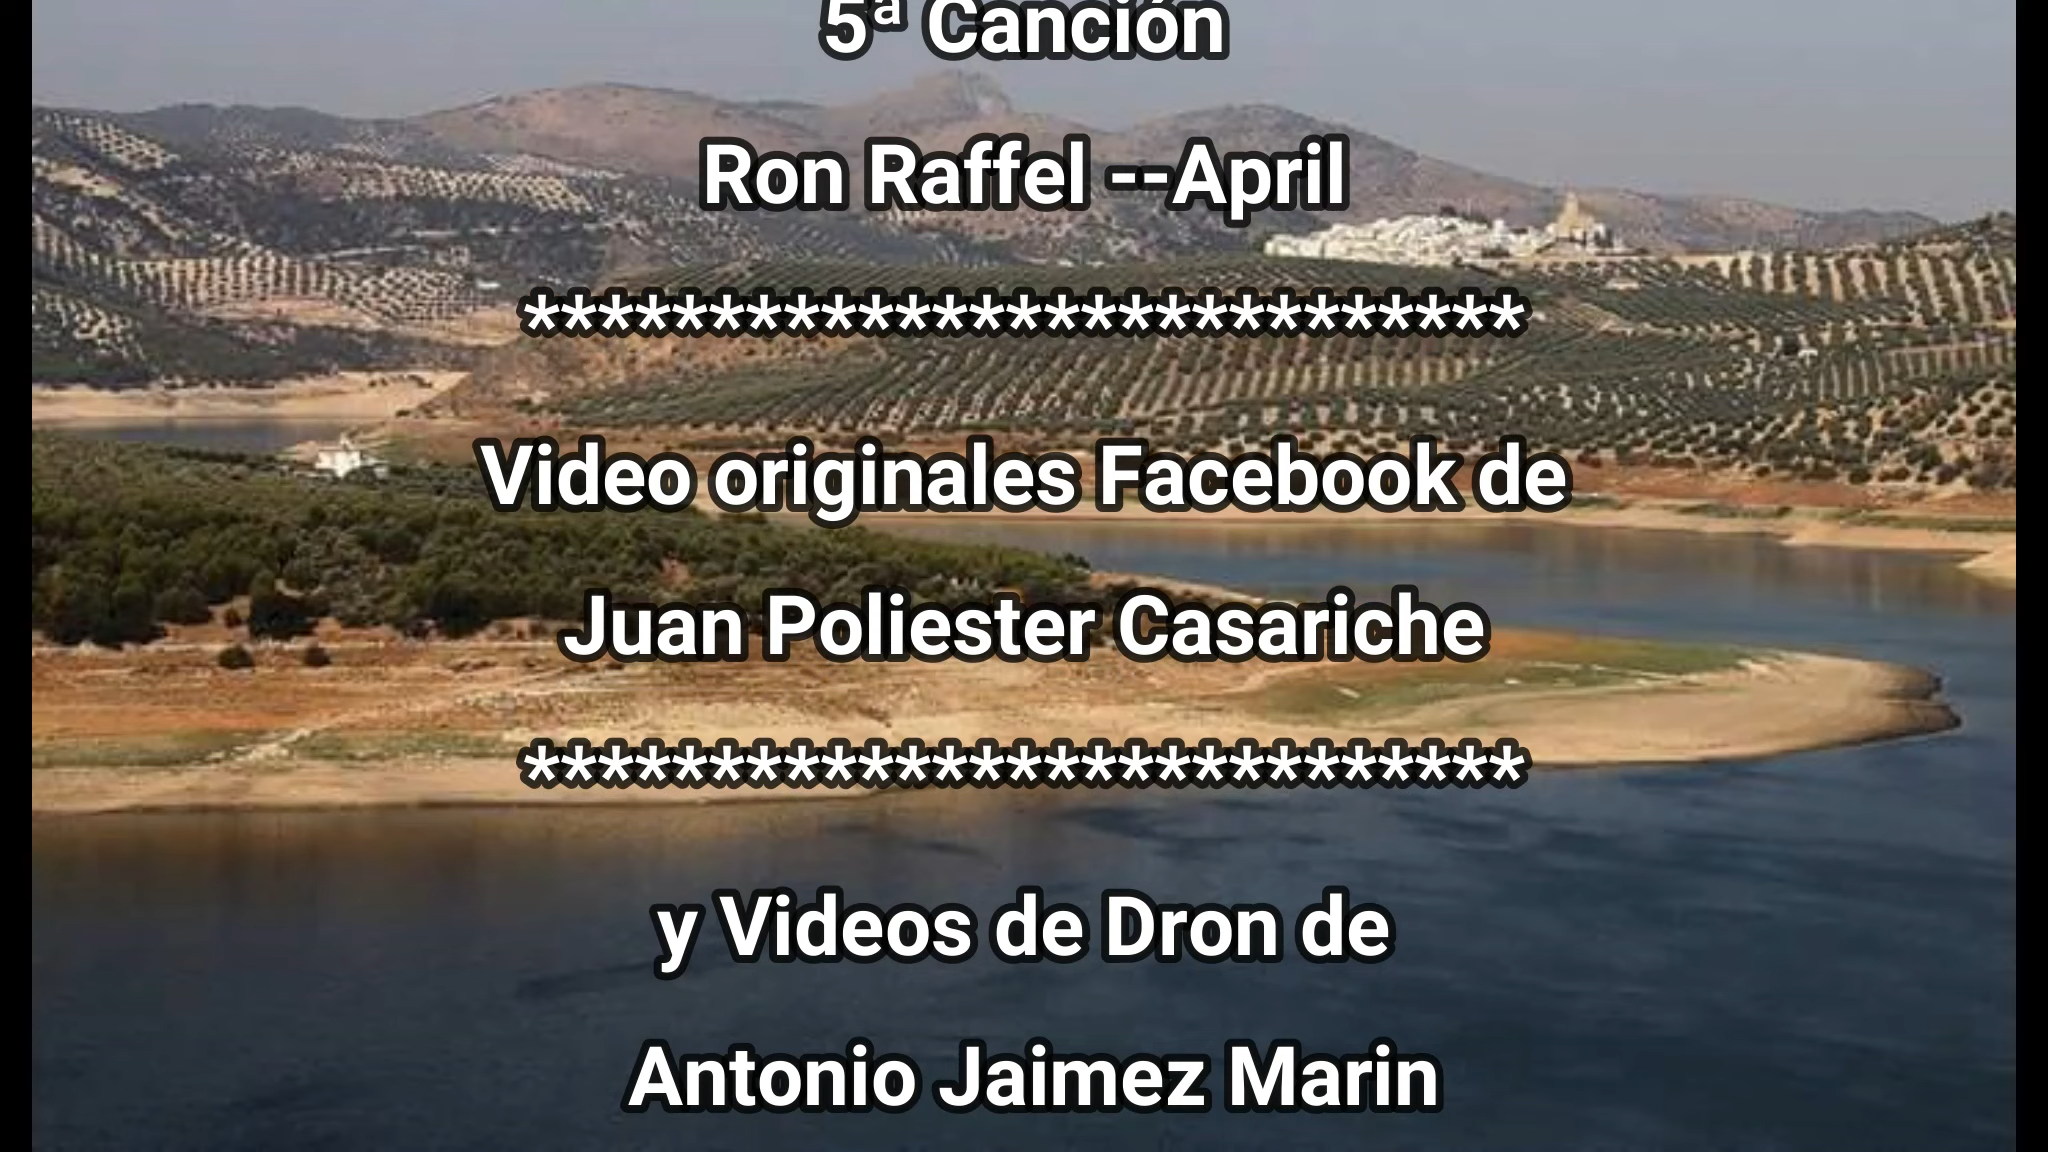 5ª Canción
Ron Raffel --April
***************************
Video originales Facebook de
Juan Poliester Casariche
***************************
y Videos de Dron de
Antonio Jaimez Marin